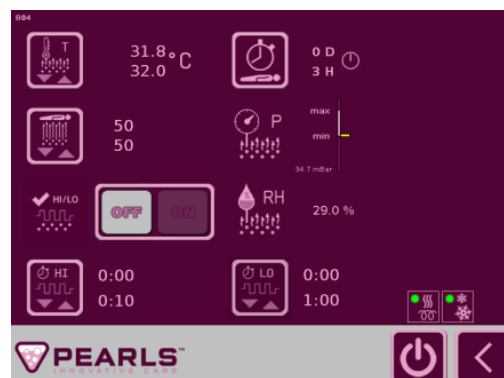 B04
T
31.8 °C
32.0
0 D
3 H
50
50
P
max
min
34.7 mBar
HI/LO
OFF ON
RH
29.0 %
HI
0:00
0:10
LO
0:00
1:00
PEARLS™
INNOVATIVE CARE